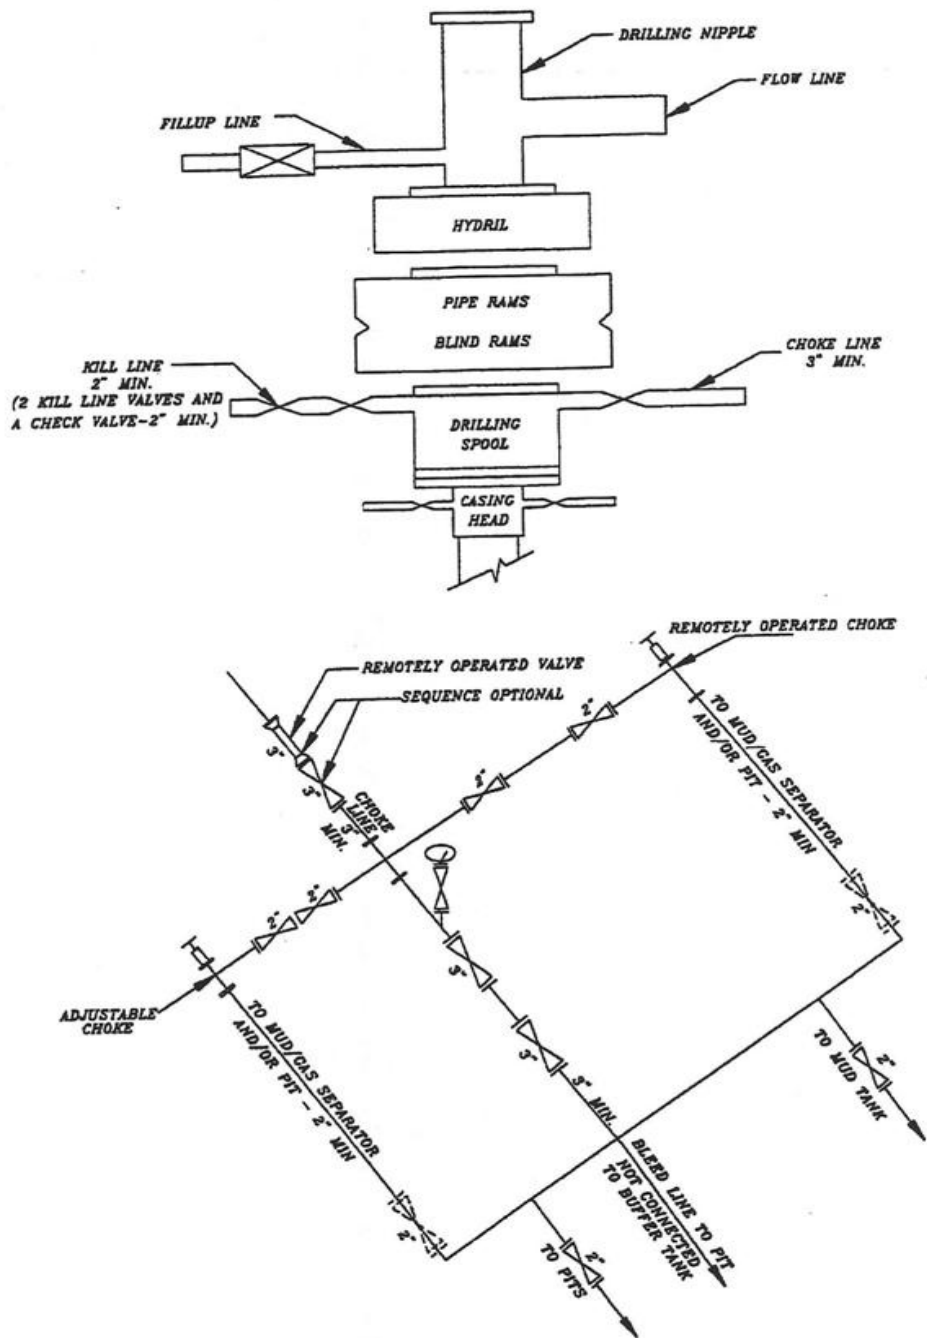 DRILLING NIPPLE
FLOW LINE
FILLUP LINE
HYDRIL
PIPE RAMS
BLIND RAMS
KILL LINE
2" MIN.
(2 KILL LINE VALVES AND
A CHECK VALVE-2" MIN.)
CHOKE LINE
3" MIN.
DRILLING
SPOOL
CASING
HEAD
REMOTELY OPERATED CHOKE
REMOTELY OPERATED VALVE
SEQUENCE OPTIONAL
3"
3"
CHOKE
LINE
3"
MIN.
2"
2"
TO MUD/GAS SEPARATOR
AND/OR PIT - 2" MIN
2"
2"
2"
ADJUSTABLE
CHOKE
TO MUD/GAS SEPARATOR
AND/OR PIT - 2" MIN
2"
3"
3"
3" MIN.
BLEED LINE TO PIT
NOT CONNECTED
TO BUFFER TANK
2"
TO MUD TANK
2"
TO PITS